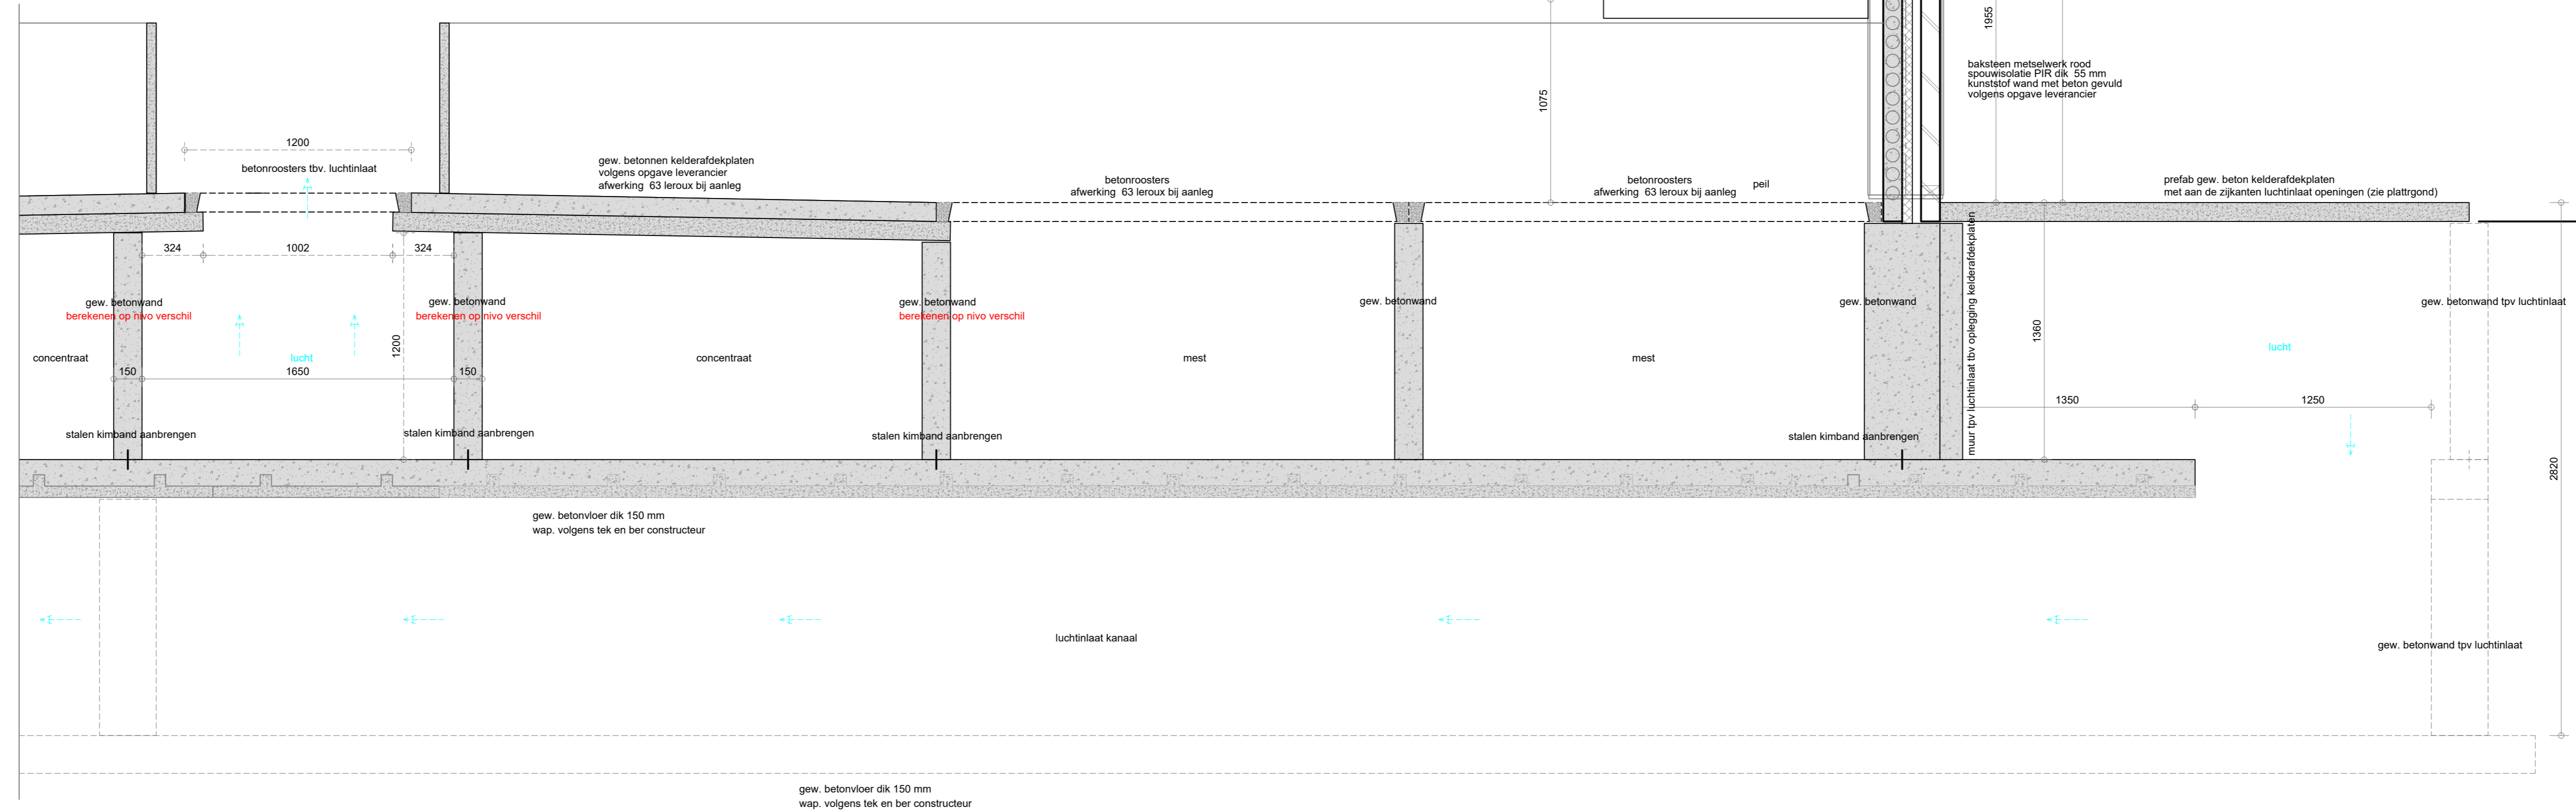 1955
1075
baksteen metselwerk rood
spouwisolatie PIR dik 55 mm
kunststof wand met beton gevuld
volgens opgave leverancier
1200
betonroosters tbv. luchtinlaat
gew. betonnen kelderafdekplaten
volgens opgave leverancier
afwerking 63 leroux bij aanleg
betonroosters
afwerking 63 leroux bij aanleg
betonroosters
afwerking 63 leroux bij aanleg
peil
prefab gew. beton kelderafdekplaten
met aan de zijkanten luchtinlaat openingen (zie plattrgond)
324
1002
324
gew. betonwand
berekenen op nivo verschil
gew. betonwand
berekenen op nivo verschil
gew. betonwand
berekenen op nivo verschil
gew. betonwand
gew. betonwand
muur tpv luchtinlaat tbv oplegging kelderafdekplaten
gew. betonwand tpv luchtinlaat
1200
1360
concentraat
lucht
concentraat
mest
mest
lucht
150
1650
150
1350
1250
2820
stalen kimband aanbrengen
stalen kimband aanbrengen
stalen kimband aanbrengen
stalen kimband aanbrengen
gew. betonvloer dik 150 mm
wap. volgens tek en ber constructeur
luchtinlaat kanaal
gew. betonwand tpv luchtinlaat
gew. betonvloer dik 150 mm
wap. volgens tek en ber constructeur